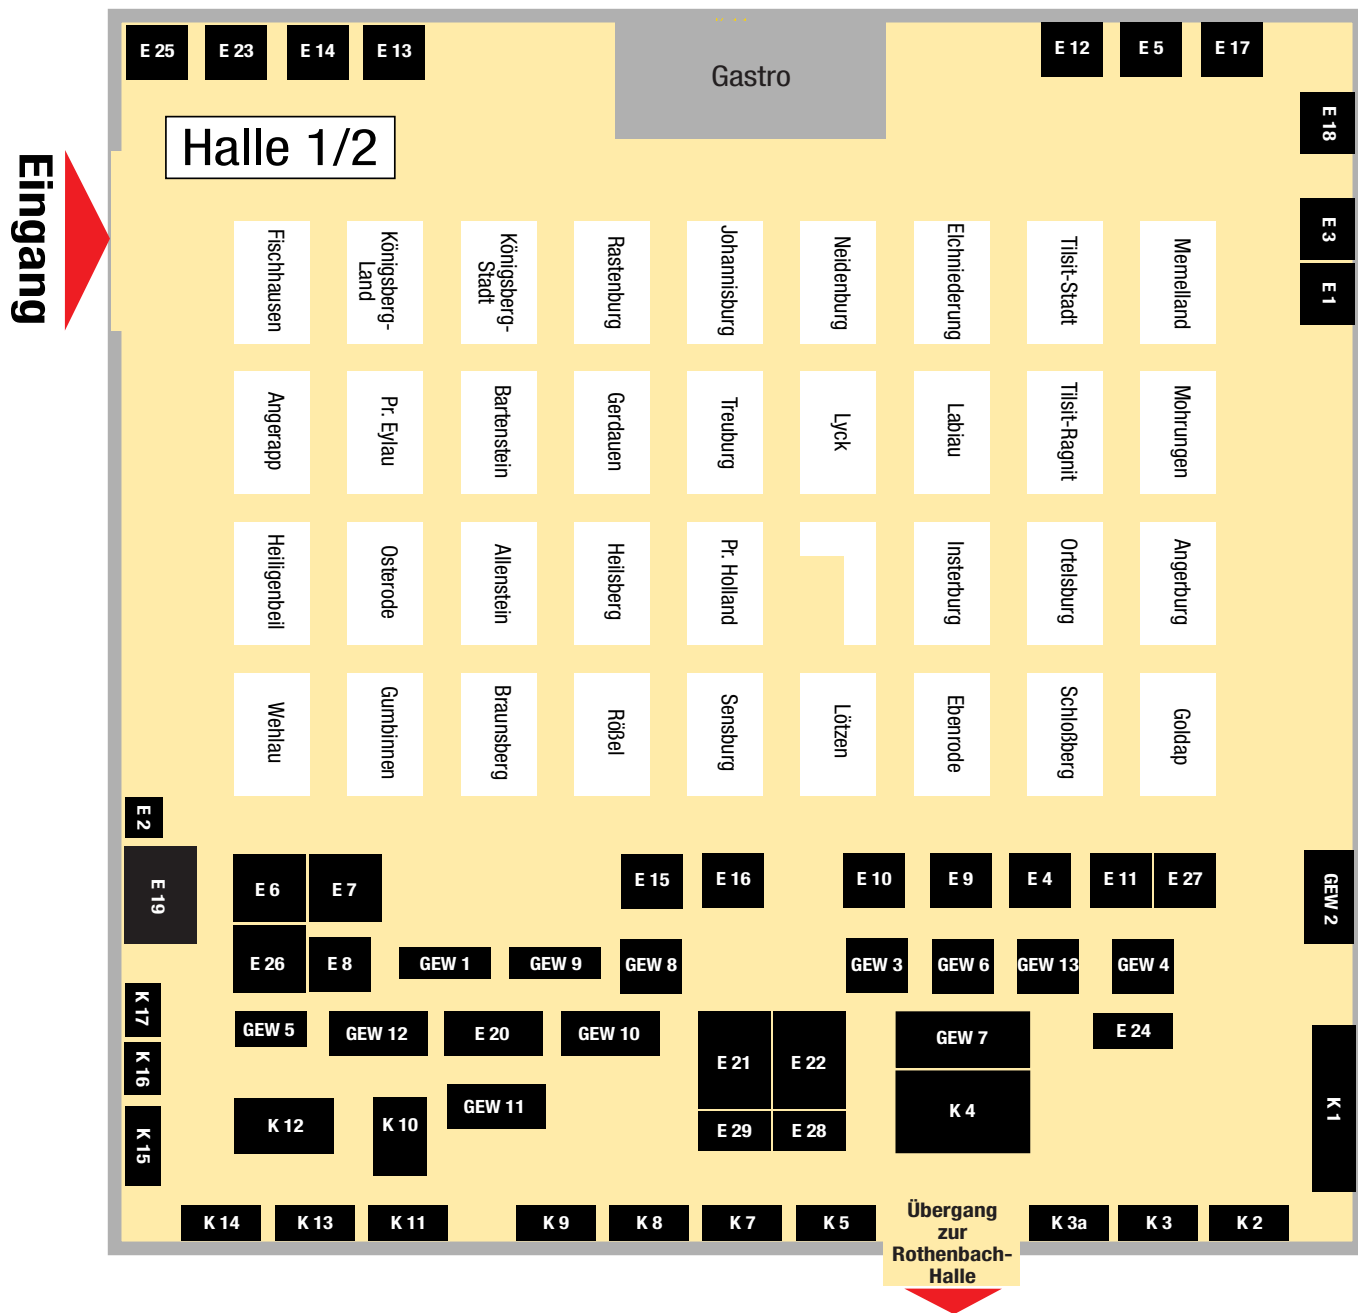 E 25
E 23
E 14
E 13
Gastro
E 12
E 5
E 17
E 18
Halle 1/2
Eingang
E 3
E 1
Fischhausen
Königsberg-
Land
Königsberg-
Stadt
Rastenburg
Johannisburg
Neidenburg
Elchniederung
Tilsit-Stadt
Memelland
Angerapp
Pr. Eylau
Bartenstein
Gerdauen
Treuburg
Lyck
Labiau
Tilsit-Ragnit
Mohrungen
Heiligenbeil
Osterode
Allenstein
Heilsberg
Pr. Holland
Insterburg
Ortelsburg
Angerburg
Wehlau
Gumbinnen
Braunsberg
Rößel
Sensburg
Lötzen
Ebenrode
Schloßberg
Goldap
E 2
E 19
E 6
E 7
E 15
E 16
E 10
E 9
E 4
E 11
E 27
GEW 2
E 26
E 8
GEW 1
GEW 9
GEW 8
GEW 3
GEW 6
GEW 13
GEW 4
K 17
GEW 5
GEW 12
E 20
GEW 10
E 21
E 22
GEW 7
E 24
K 16
K 15
K 12
K 10
GEW 11
E 29
E 28
K 4
K 1
K 14
K 13
K 11
K 9
K 8
K 7
K 5
Übergang
zur
Rothenbach-
Halle
K 3a
K 3
K 2